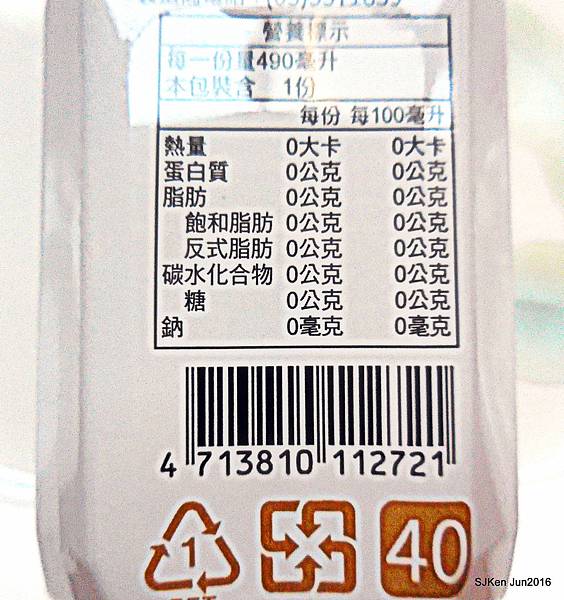 營養標示
每一份量490毫升
本包裝含 1份
每份 每100毫升
熱量 0大卡 0大卡
蛋白質 0公克 0公克
脂肪 0公克 0公克
飽和脂肪 0公克 0公克
反式脂肪 0公克 0公克
碳水化合物 0公克 0公克
糖 0公克 0公克
鈉 0毫克 0毫克
4 713810 112721
1
40
SJKen Jun2016